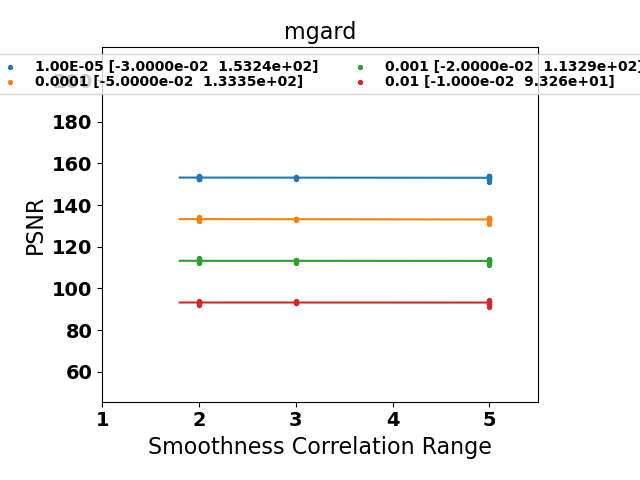 mgard
1.00E-05 [-3.0000e-02 1.5324e+02]
0.0001 [-5.0000e-02 1.3335e+02]
0.001 [-2.0000e-02 1.1329e+02]
0.01 [-1.000e-02 9.326e+01]
200
180
160
140
120
100
80
60
PSNR
1 2 3 4 5
Smoothness Correlation Range